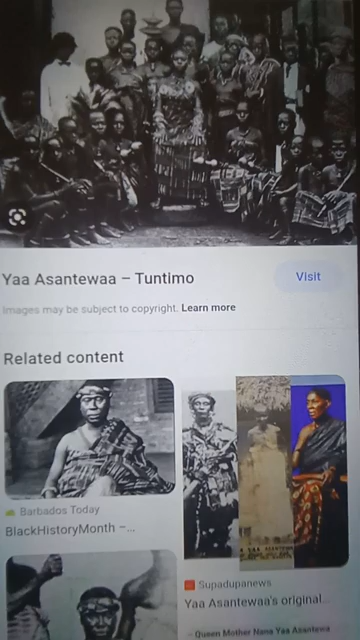 Yaa Asantewaa – Tuntimo
Visit
Images may be subject to copyright. Learn more
Related content
Barbados Today
BlackHistoryMonth –...
Supadupanews
Yaa Asantewaa's original...
- Queen Mother Nana Yaa Asantewa